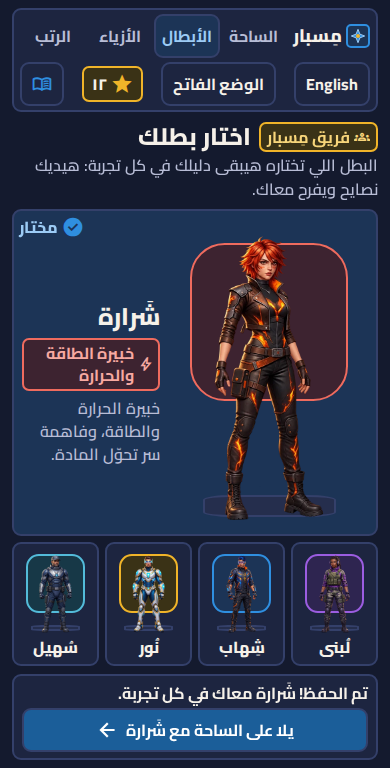 مِسبار
الساحة
الأبطال
الأزياء
الرتب
English
الوضع الفاتح
١٢
فريق مِسبار
اختار بطلك
البطل اللي تختاره هيبقى دليلك في كل تجربة: هيديك
نصايح ويفرح معاك.
مختار
شَرارة
خبيرة الطاقة
والحرارة
خبيرة الحرارة
والطاقة، وفاهمة
سر تحوّل المادة.
لُبنى
شِهاب
نُور
سُهيل
تم الحفظ! شَرارة معاك في كل تجربة.
يلا على الساحة مع شَرارة